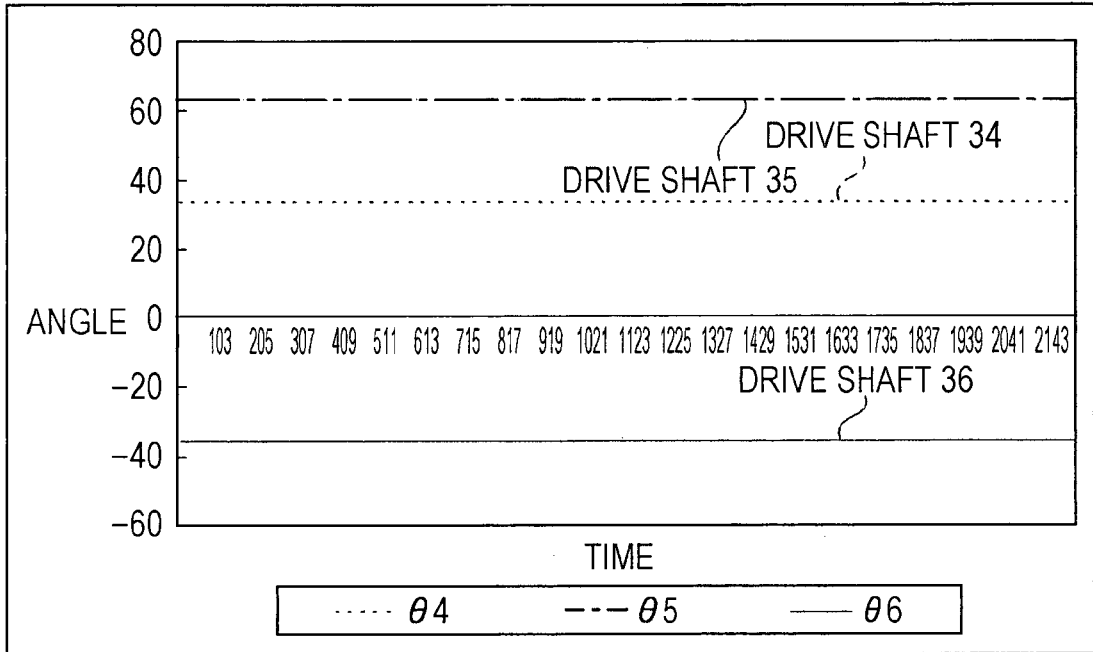 80
60
DRIVE SHAFT 34
DRIVE SHAFT 35
40
20
ANGLE 0
103 205 307 409 511 613 715 817 919 1021 1123 1225 1327 1429 1531 1633 1735 1837 1939 2041 2143
−20
DRIVE SHAFT 36
−40
−60
TIME
θ4 θ5 θ6